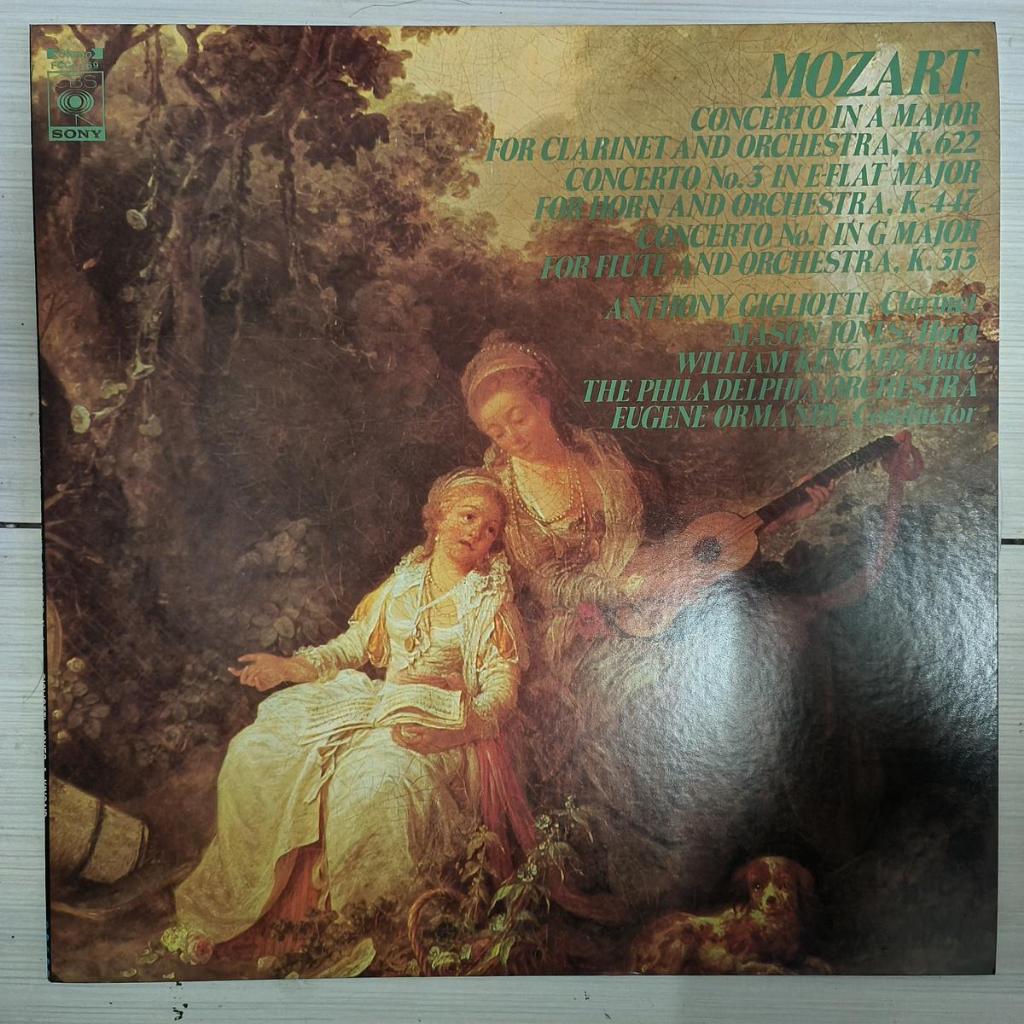 CBS
SONY
MOZART
CONCERTO IN A MAJOR
FOR CLARINET AND ORCHESTRA, K. 622
CONCERTO No. 3 IN E-FLAT MAJOR
FOR HORN AND ORCHESTRA, K. 447
CONCERTO No. 1 IN G MAJOR
FOR FLUTE AND ORCHESTRA, K. 313
ANTHONY GIGLIOTTI, Clarinet
MASON JONES, Horn
WILLIAM KINCAID, Flute
THE PHILADELPHIA ORCHESTRA
EUGENE ORMANDY, Conductor